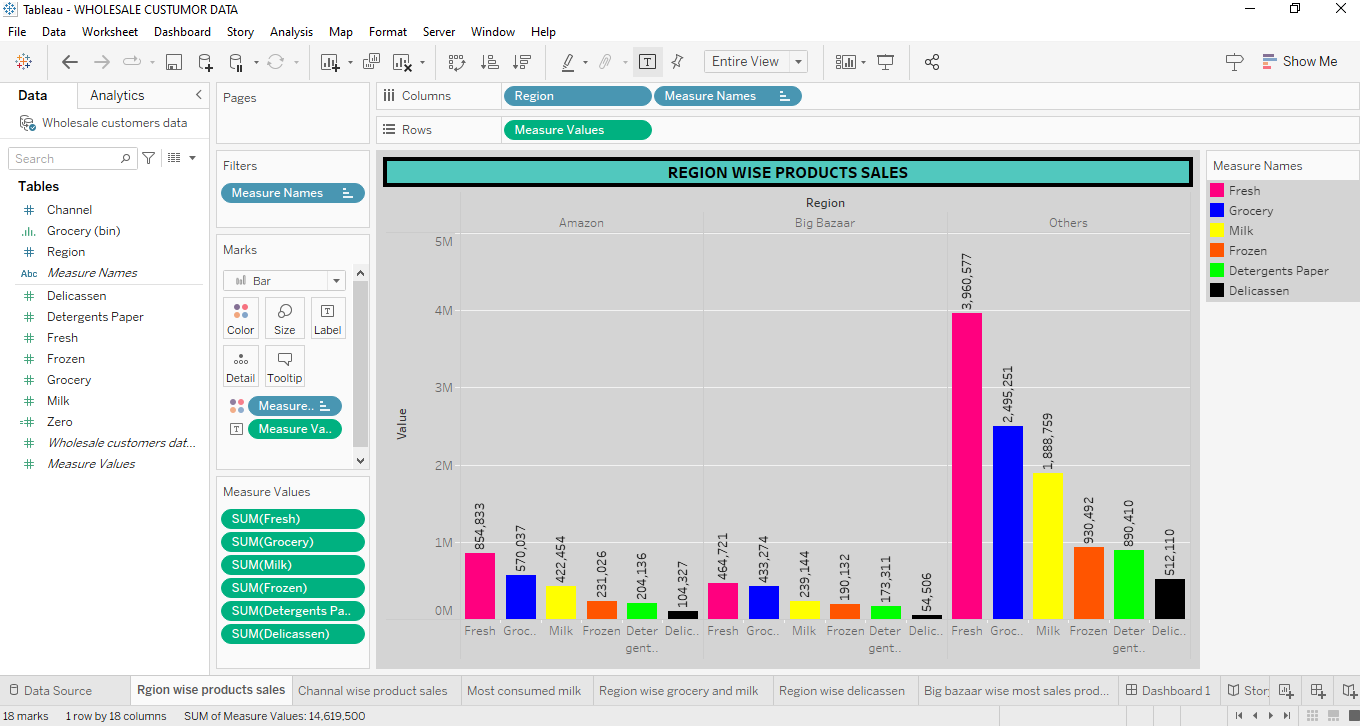 Tableau - WHOLESALE CUSTUMOR DATA
File Data Worksheet Dashboard Story Analysis Map Format Server Window Help
Entire View
Show Me
Data Analytics
Wholesale customers data
Search
Tables
Channel
Grocery (bin)
Region
Abc Measure Names
Delicassen
Detergents Paper
Fresh
Frozen
Grocery
Milk
Zero
Wholesale customers dat...
Measure Values
Pages
Filters
Measure Names
Marks
Bar
Color Size Label
Detail Tooltip
Measure..
Measure Va..
Measure Values
SUM(Fresh)
SUM(Grocery)
SUM(Milk)
SUM(Frozen)
SUM(Detergents Pa..
SUM(Delicassen)
Columns Region Measure Names
Rows Measure Values
REGION WISE PRODUCTS SALES
Region
Amazon Big Bazaar Others
Value
5M
4M
3M
2M
1M
0M
854,833 570,037 422,454 231,026 204,136 104,327 464,721 433,274 239,144 190,132 173,311 54,506 3,960,577 2,495,251 1,888,759 930,492 890,410 512,110
Fresh Groc.. Milk Frozen Deter Delic.. Fresh Groc.. Milk Frozen Deter Delic.. Fresh Groc.. Milk Frozen Deter Delic..
gent.. gent.. gent..
Measure Names
Fresh
Grocery
Milk
Frozen
Detergents Paper
Delicassen
Data Source Rgion wise products sales Channal wise product sales Most consumed milk Region wise grocery and milk Region wise delicassen Big bazaar wise most sales prod... Dashboard 1 Stor
18 marks 1 row by 18 columns SUM of Measure Values: 14,619,500